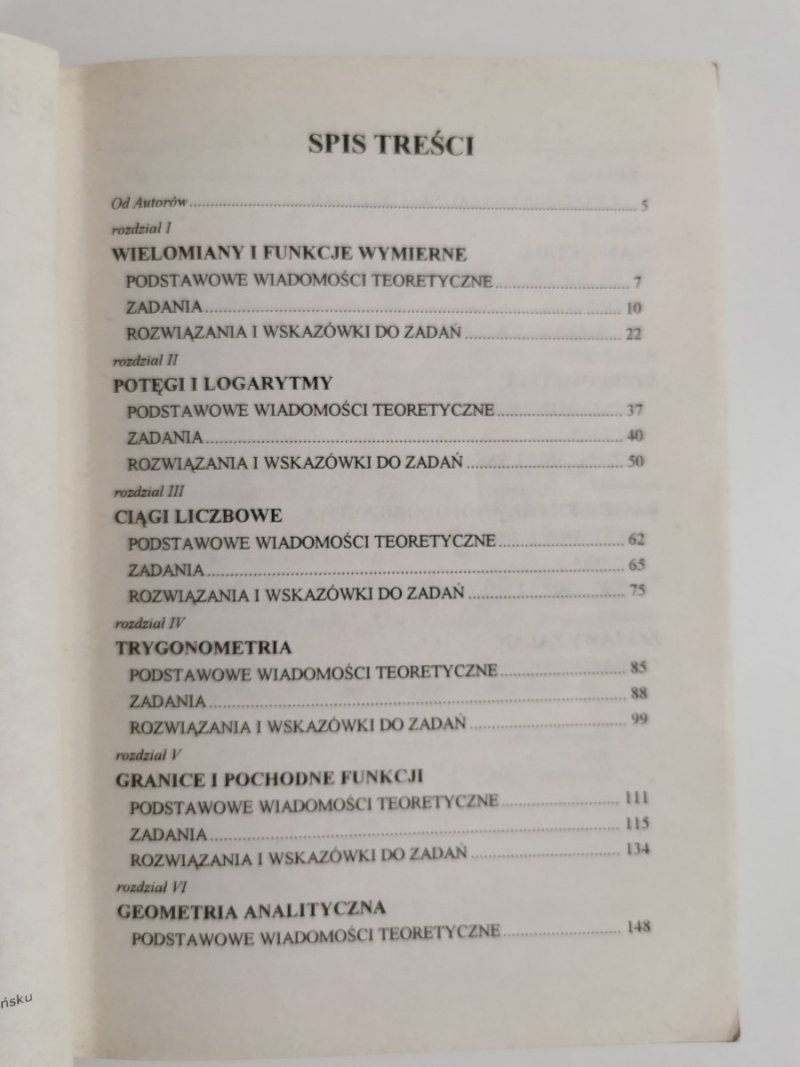 SPIS TREŚCI
Od Autorów 5
rozdział I
WIELOMIANY I FUNKCJE WYMIERNE
PODSTAWOWE WIADOMOŚCI TEORETYCZNE 7
ZADANIA 10
ROZWIĄZANIA I WSKAZÓWKI DO ZADAŃ 22
rozdział II
POTĘGI I LOGARYTMY
PODSTAWOWE WIADOMOŚCI TEORETYCZNE 37
ZADANIA 40
ROZWIĄZANIA I WSKAZÓWKI DO ZADAŃ 50
rozdział III
CIĄGI LICZBOWE
PODSTAWOWE WIADOMOŚCI TEORETYCZNE 62
ZADANIA 65
ROZWIĄZANIA I WSKAZÓWKI DO ZADAŃ 75
rozdział IV
TRYGONOMETRIA
PODSTAWOWE WIADOMOŚCI TEORETYCZNE 85
ZADANIA 88
ROZWIĄZANIA I WSKAZÓWKI DO ZADAŃ 99
rozdział V
GRANICE I POCHODNE FUNKCJI
PODSTAWOWE WIADOMOŚCI TEORETYCZNE 111
ZADANIA 115
ROZWIĄZANIA I WSKAZÓWKI DO ZADAŃ 134
rozdział VI
GEOMETRIA ANALITYCZNA
PODSTAWOWE WIADOMOŚCI TEORETYCZNE 148
ńsku